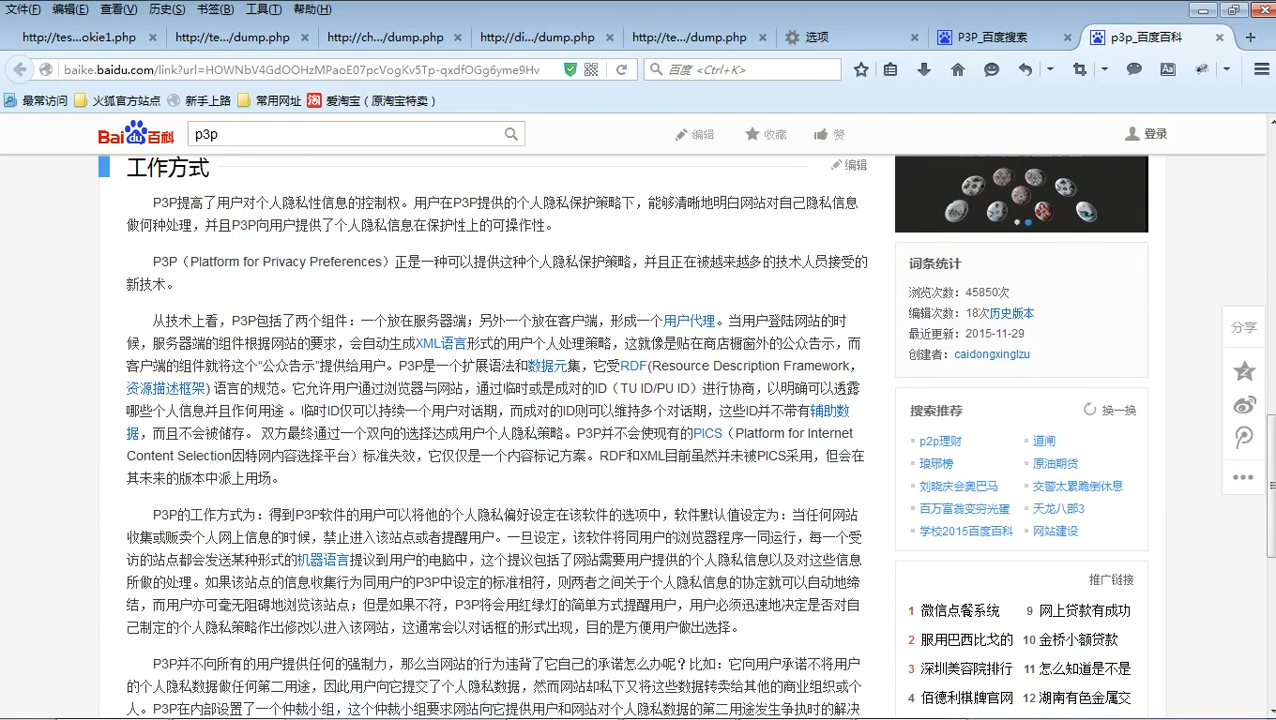 文件(F) 编辑(E) 查看(V) 历史(S) 书签(B) 工具(T) 帮助(H)
http://tes...okie1.php http://te.../dump.php http://ch.../dump.php http://di.../dump.php http://te.../dump.php 选项 P3P_百度搜索 p3p_百度百科
baike.baidu.com/link?url=HOWNbV4GdOOHzMPaoE07pcVogKv5Tp-qxdfOGg6yme9Hv 百度 <Ctrl+K>
最常访问 火狐官方站点 新手上路 常用网址 爱淘宝（原淘宝特卖）
Bai du 百科 p3p 编辑 收藏 赞 登录
工作方式 编辑
P3P提高了用户对个人隐私性信息的控制权。用户在P3P提供的个人隐私保护策略下，能够清晰地明白网站对自己隐私信息
做何种处理，并且P3P向用户提供了个人隐私信息在保护性上的可操作性。
P3P（Platform for Privacy Preferences）正是一种可以提供这种个人隐私保护策略，并且正在被越来越多的技术人员接受的
新技术。
从技术上看，P3P包括了两个组件：一个放在服务器端；另外一个放在客户端，形成一个用户代理。当用户登陆网站的时
候，服务器端的组件根据网站的要求，会自动生成XML语言形式的用户个人处理策略，这就像是贴在商店橱窗外的公众告示，而
客户端的组件就将这个“公众告示”提供给用户。P3P是一个扩展语法和数据元集，它受RDF(Resource Description Framework，
资源描述框架) 语言的规范。它允许用户通过浏览器与网站，通过临时或是成对的ID（TU ID/PU ID）进行协商，以明确可以透露
哪些个人信息并且作何用途 。临时ID仅可以持续一个用户对话期，而成对的ID则可以维持多个对话期，这些ID并不带有辅助数
据，而且不会被储存。 双方最终通过一个双向的选择达成用户个人隐私策略。P3P并不会使现有的PICS（Platform for Internet
Content Selection因特网内容选择平台）标准失效，它仅仅是一个内容标记方案。RDF和XML目前虽然并未被PICS采用，但会在
其未来的版本中派上用场。
P3P的工作方式为：得到P3P软件的用户可以将他的个人隐私偏好设定在该软件的选项中，软件默认值设定为：当任何网站
收集或贩卖个人网上信息的时候，禁止进入该站点或者提醒用户。一旦设定，该软件将同用户的浏览器程序一同运行，每一个受
访的站点都会发送某种形式的机器语言提议到用户的电脑中，这个提议包括了网站需要用户提供的个人隐私信息以及对这些信息
所做的处理。如果该站点的信息收集行为同用户的P3P中设定的标准相符，则两者之间关于个人隐私信息的协定就可以自动地缔
结，而用户亦可毫无阻碍地浏览该站点；但是如果不符，P3P将会用红绿灯的简单方式提醒用户，用户必须迅速地决定是否对自
己制定的个人隐私策略作出修改以进入该网站，这通常会以对话框的形式出现，目的是方便用户做出选择。
P3P并不向所有的用户提供任何的强制力，那么当网站的行为违背了它自己的承诺怎么办呢？比如：它向用户承诺不将用户
的个人隐私数据做任何第二用途，因此用户向它提交了个人隐私数据，然而网站却私下又将这些数据转卖给其他的商业组织或个
人。P3P在内部设置了一个仲裁小组，这个仲裁小组要求网站向它提供用户和网站对个人隐私数据的第二用途发生争执时的解决
词条统计
浏览次数：45850次
编辑次数：18次历史版本
最近更新：2015-11-29
创建者：caidongxinglzu
分享
搜索推荐 换一换
p2p理财 道闸
琅琊榜 原油期货
刘晓庆会奥巴马 交警太累跪倒休息
百万富翁变穷光蛋 天龙八部3
学校2015百度百科 网站建设
推广链接
1 微信点餐系统 9 网上贷款有成功
2 服用巴西比戈的 10 金桥小额贷款
3 深圳美容院排行 11 怎么知道是不是
4 佰德利棋牌官网 12 湖南有色金属交